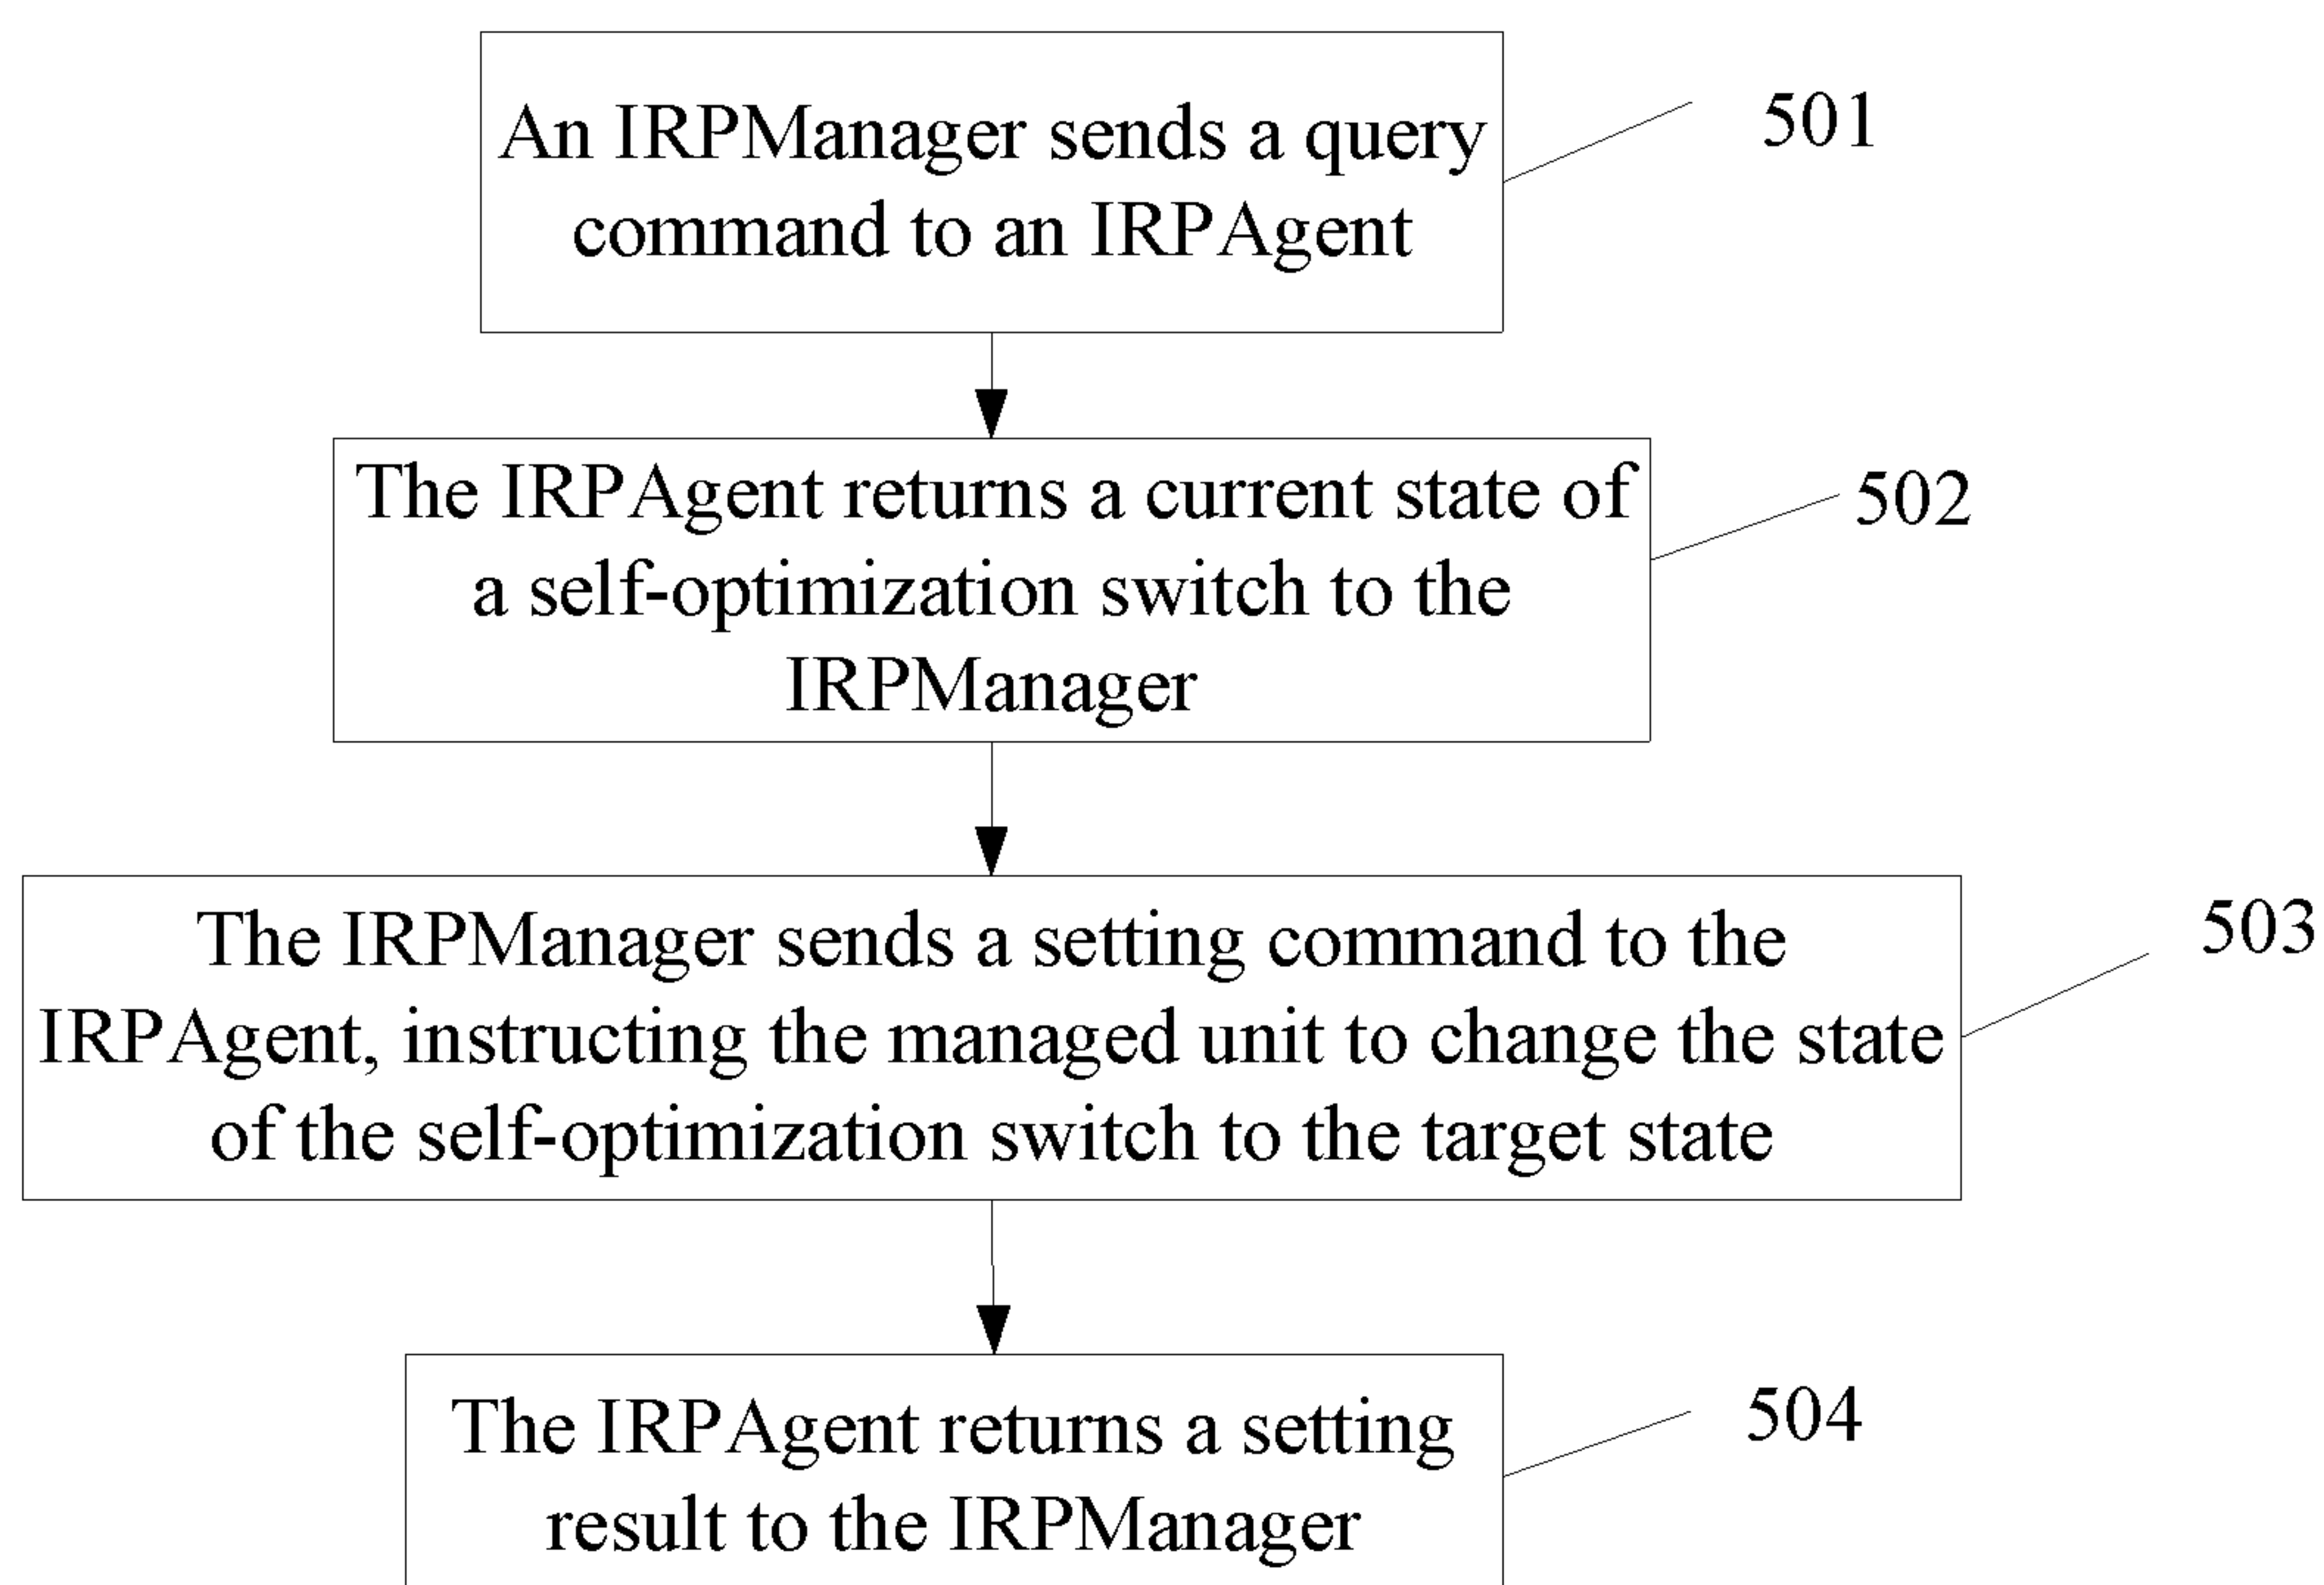 An IRPManager sends a query
command to an IRPAgent
501
The IRPAgent returns a current state of
a self-optimization switch to the
IRPManager
502
The IRPManager sends a setting command to the
IRPAgent, instructing the managed unit to change the state
of the self-optimization switch to the target state
503
The IRPAgent returns a setting
result to the IRPManager
504